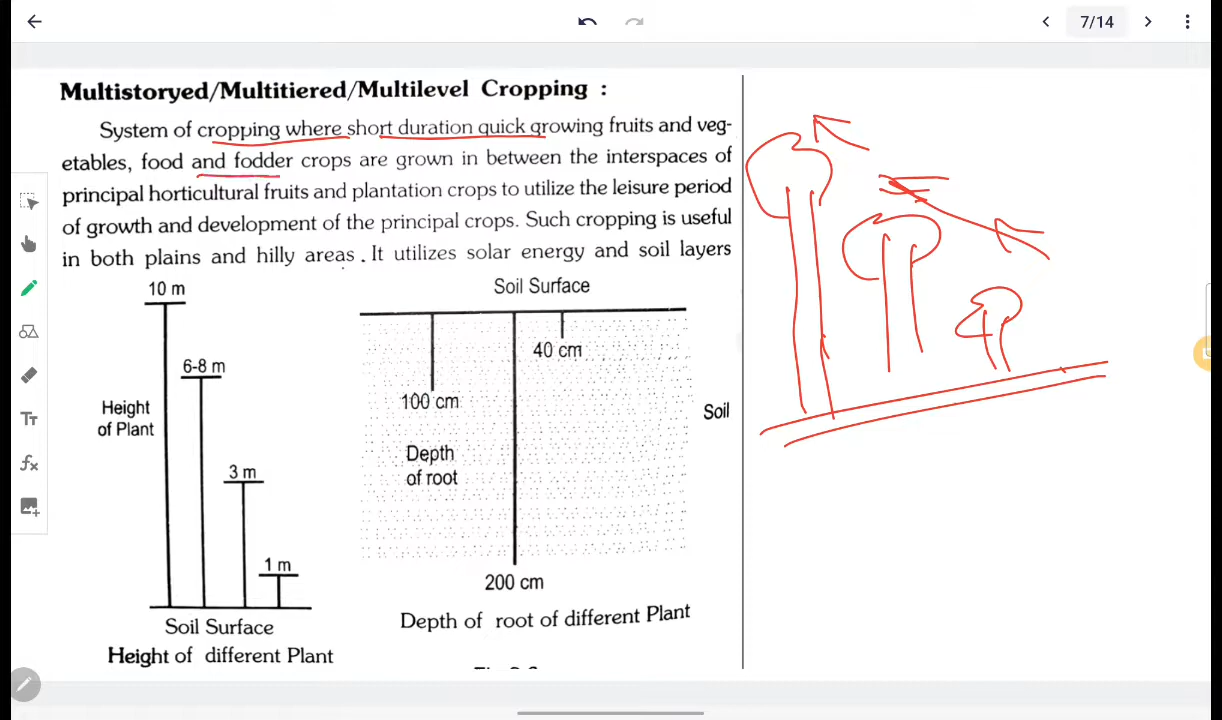 7/14
Multistoryed/Multitiered/Multilevel Cropping :
System of cropping where short duration quick growing fruits and veg-
etables, food and fodder crops are grown in between the interspaces of
principal horticultural fruits and plantation crops to utilize the leisure period
of growth and development of the principal crops. Such cropping is useful
in both plains and hilly areas. It utilizes solar energy and soil layers
10 m
6-8 m
Height
of Plant
3 m
1 m
Soil Surface
Height of different Plant
Soil Surface
40 cm
100 cm
Soil
Depth
of root
200 cm
Depth of root of different Plant
Tт
fx